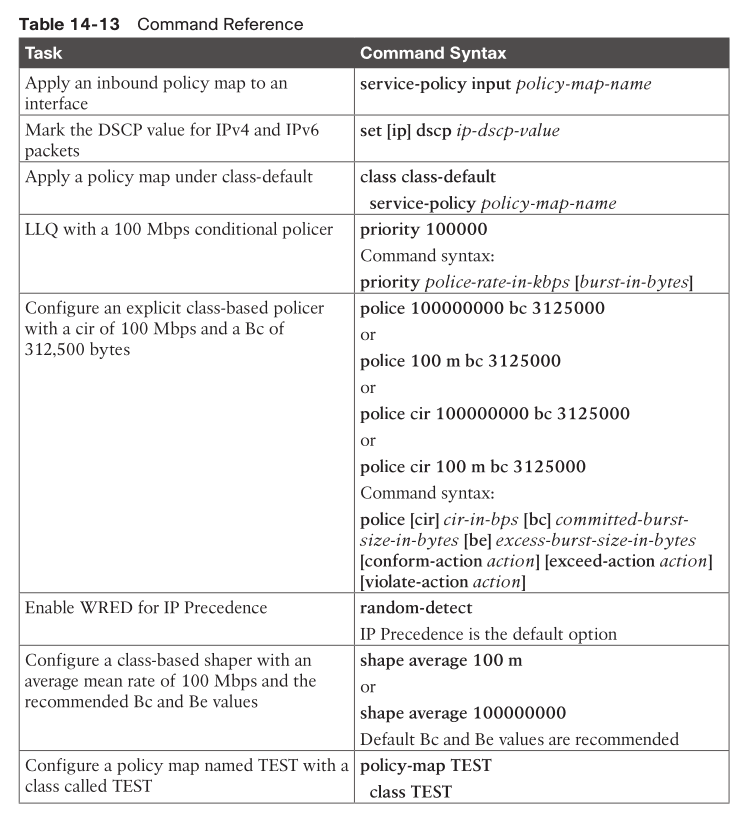 Table 14-13 Command Reference
Task Command Syntax
Apply an inbound policy map to an
interface
service-policy input policy-map-name
Mark the DSCP value for IPv4 and IPv6
packets
set [ip] dscp ip-dscp-value
Apply a policy map under class-default
class class-default
service-policy policy-map-name
LLQ with a 100 Mbps conditional policer
priority 100000
Command syntax:
priority police-rate-in-kbps [burst-in-bytes]
Configure an explicit class-based policer
with a cir of 100 Mbps and a Bc of
312,500 bytes
police 100000000 bc 3125000
or
police 100 m bc 3125000
or
police cir 100000000 bc 3125000
or
police cir 100 m bc 3125000
Command syntax:
police [cir] cir-in-bps [bc] committed-burst-
size-in-bytes [be] excess-burst-size-in-bytes
[conform-action action] [exceed-action action]
[violate-action action]
Enable WRED for IP Precedence
random-detect
IP Precedence is the default option
Configure a class-based shaper with an
average mean rate of 100 Mbps and the
recommended Bc and Be values
shape average 100 m
or
shape average 100000000
Default Bc and Be values are recommended
Configure a policy map named TEST with a
class called TEST
policy-map TEST
class TEST